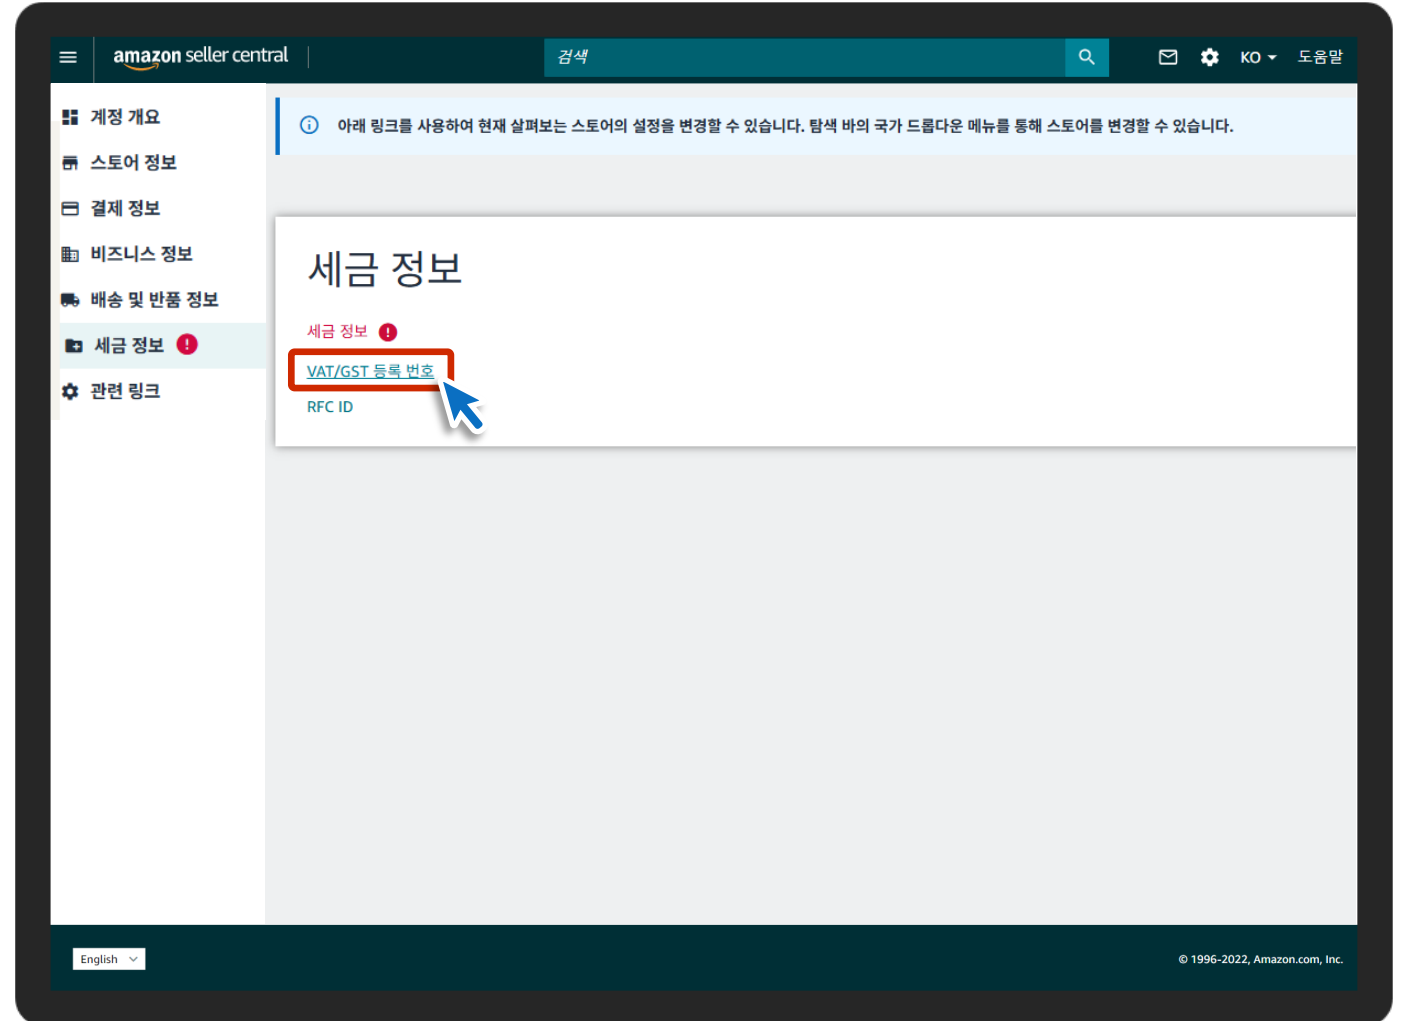 amazon seller central
검색
KO
도움말
계정 개요
스토어 정보
결제 정보
비즈니스 정보
배송 및 반품 정보
세금 정보
관련 링크
아래 링크를 사용하여 현재 살펴보는 스토어의 설정을 변경할 수 있습니다. 탐색 바의 국가 드롭다운 메뉴를 통해 스토어를 변경할 수 있습니다.
세금 정보
세금 정보
VAT/GST 등록 번호
RFC ID
English
© 1996-2022, Amazon.com, Inc.